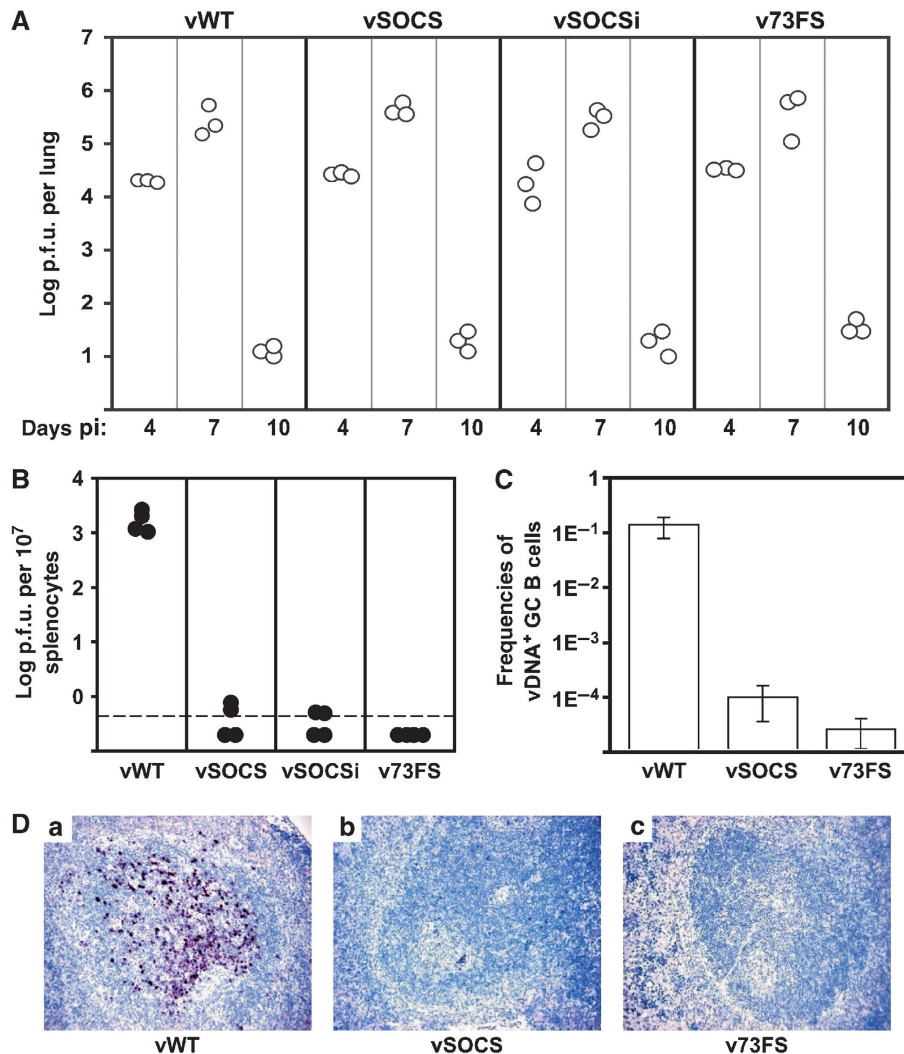 A
vWT vSOCS vSOCSi v73FS
Log p.f.u. per lung
7
6
5
4
3
2
1
Days pi: 4 7 10 4 7 10 4 7 10 4 7 10
B
Log p.f.u. per 10⁷
splenocytes
4
3
2
1
0
vWT vSOCS vSOCSi v73FS
C
Frequencies of
vDNA⁺ GC B cells
1
1E⁻¹
1E⁻²
1E⁻³
1E⁻⁴
vWT vSOCS v73FS
D
a b c
vWT vSOCS v73FS